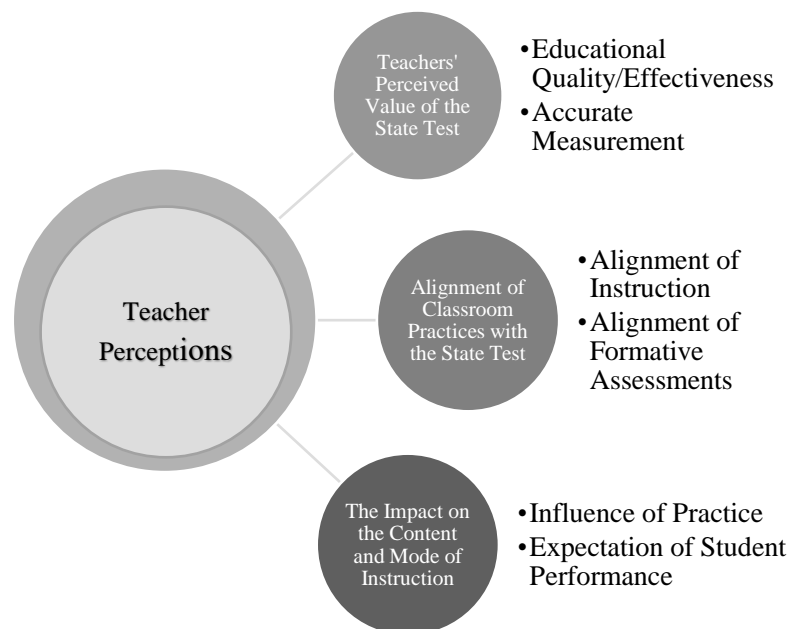 Teacher
Perceptions
Teachers'
Perceived
Value of the
State Test
•Educational
Quality/Effectiveness
•Accurate
Measurement
Alignment of
Classroom
Practices with
the State Test
•Alignment of
Instruction
•Alignment of
Formative
Assessments
The Impact on
the Content
and Mode of
Instruction
•Influence of Practice
•Expectation of Student
Performance